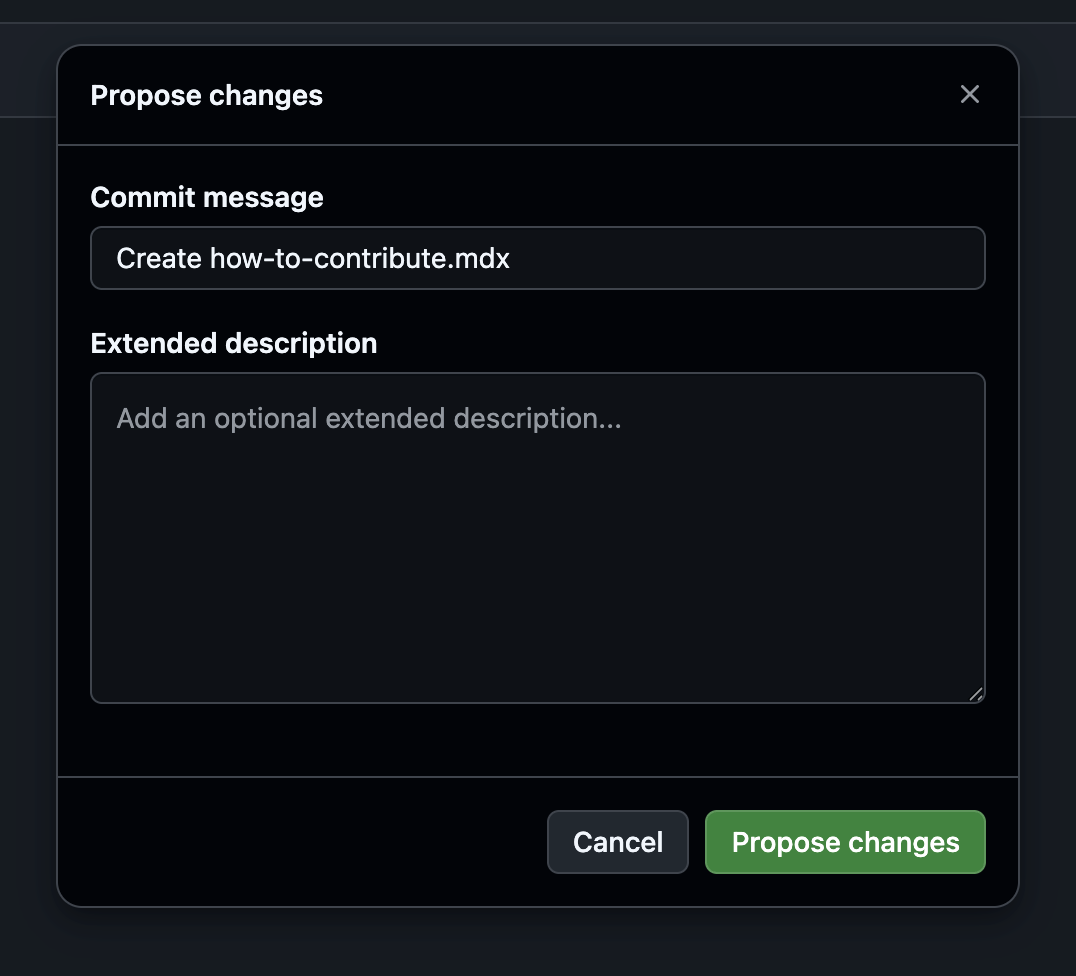 Propose changes
Commit message
Create how-to-contribute.mdx
Extended description
Add an optional extended description...
Cancel
Propose changes